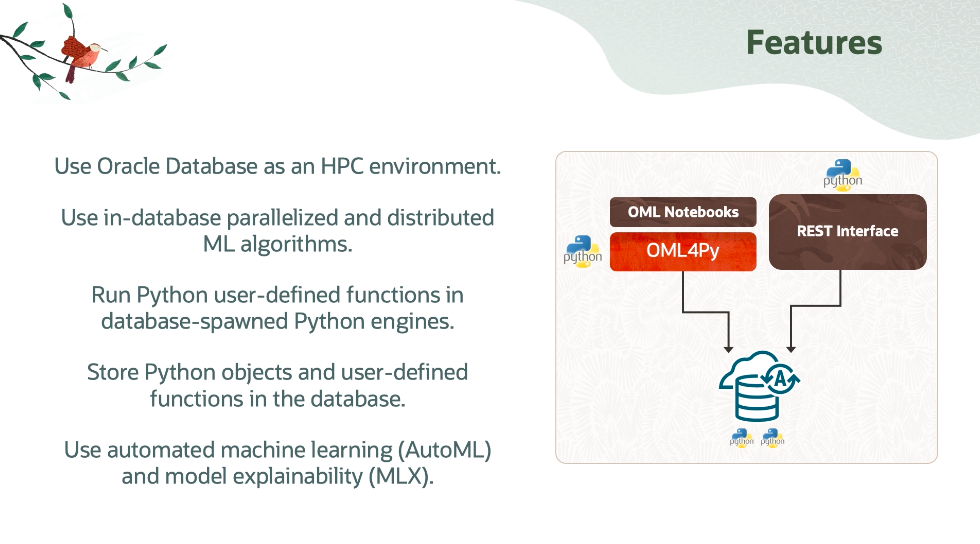 Features
Use Oracle Database as an HPC environment.
Use in-database parallelized and distributed
ML algorithms.
Run Python user-defined functions in
database-spawned Python engines.
Store Python objects and user-defined
functions in the database.
Use automated machine learning (AutoML)
and model explainability (MLX).
python
OML Notebooks
REST Interface
python
OML4Py
A
python
python